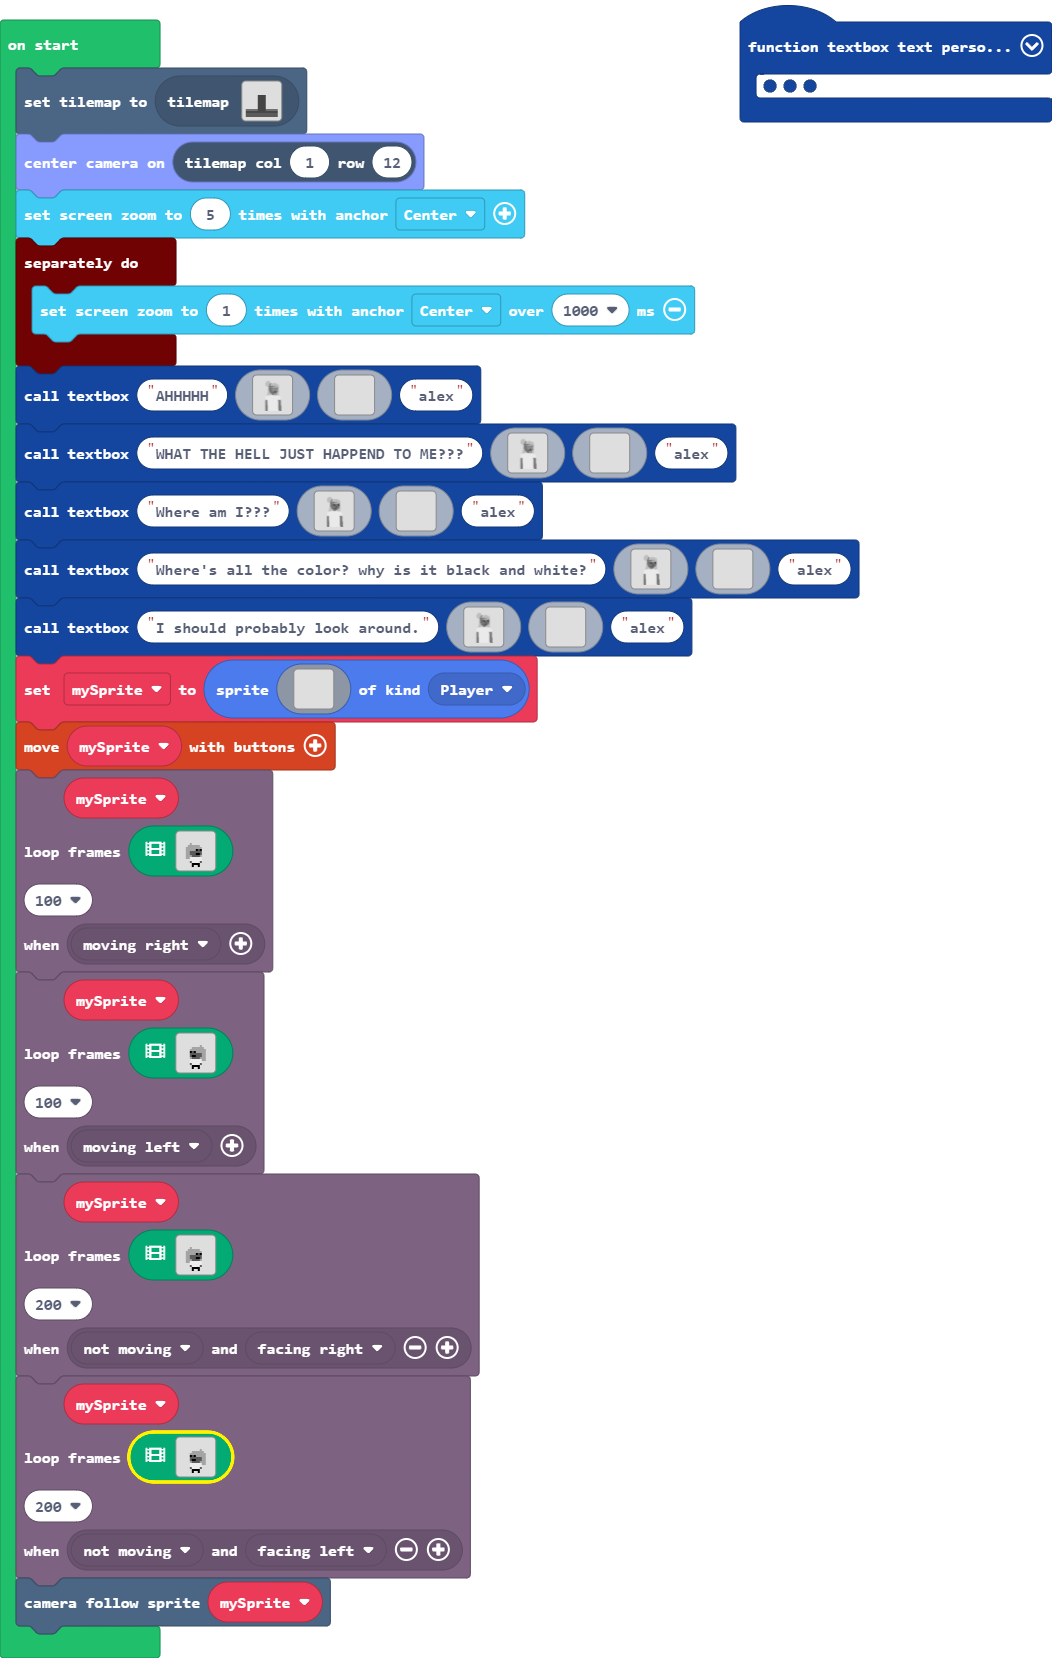 on start
function textbox text perso...
set tilemap to tilemap
center camera on tilemap col 1 row 12
set screen zoom to 5 times with anchor Center
separately do
set screen zoom to 1 times with anchor Center over 1000 ms
call textbox "AHHHHH" "alex"
call textbox "WHAT THE HELL JUST HAPPEND TO ME???" "alex"
call textbox "Where am I???" "alex"
call textbox "Where's all the color? why is it black and white?" "alex"
call textbox "I should probably look around." "alex"
set mySprite to sprite of kind Player
move mySprite with buttons
mySprite
loop frames
100
when moving right
mySprite
loop frames
100
when moving left
mySprite
loop frames
200
when not moving and facing right
mySprite
loop frames
200
when not moving and facing left
camera follow sprite mySprite